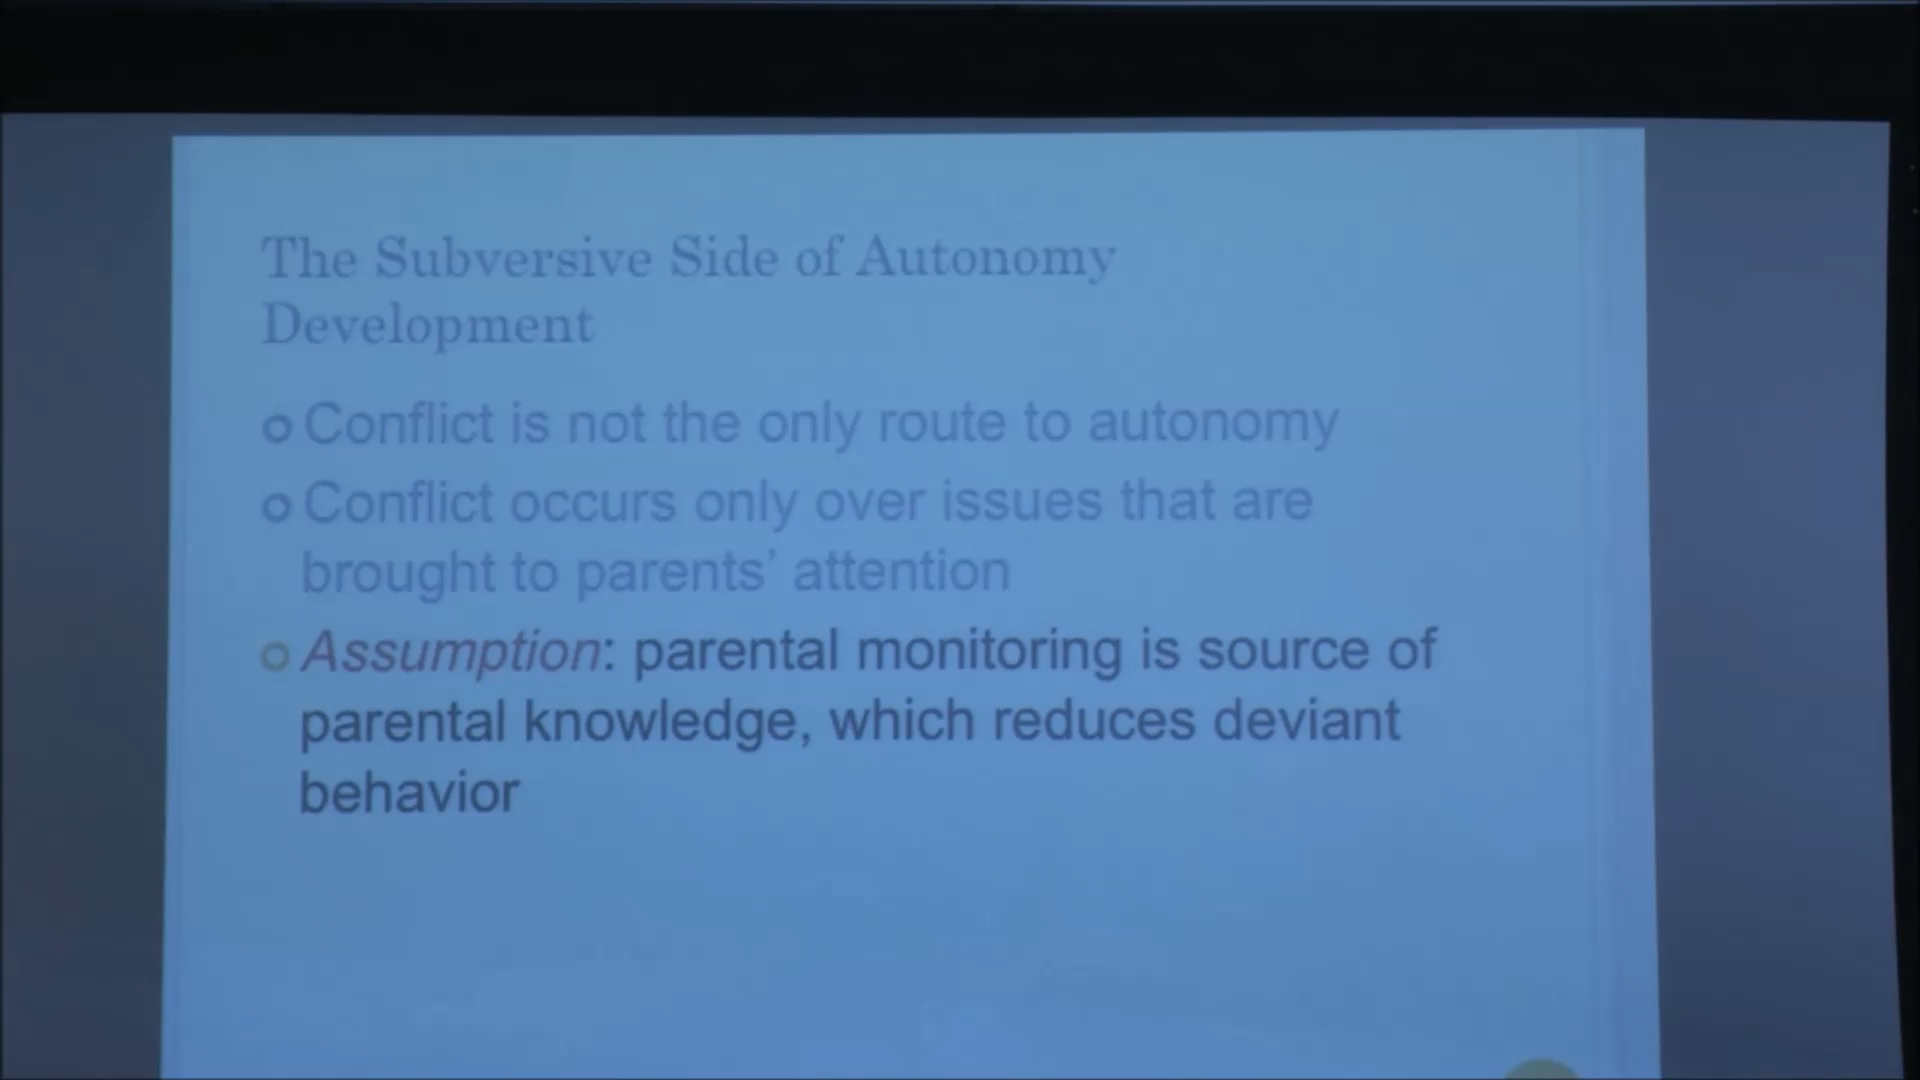 The Subversive Side of Autonomy
Development
Conflict is not the only route to autonomy
Conflict occurs only over issues that are
brought to parents’ attention
Assumption: parental monitoring is source of
parental knowledge, which reduces deviant
behavior